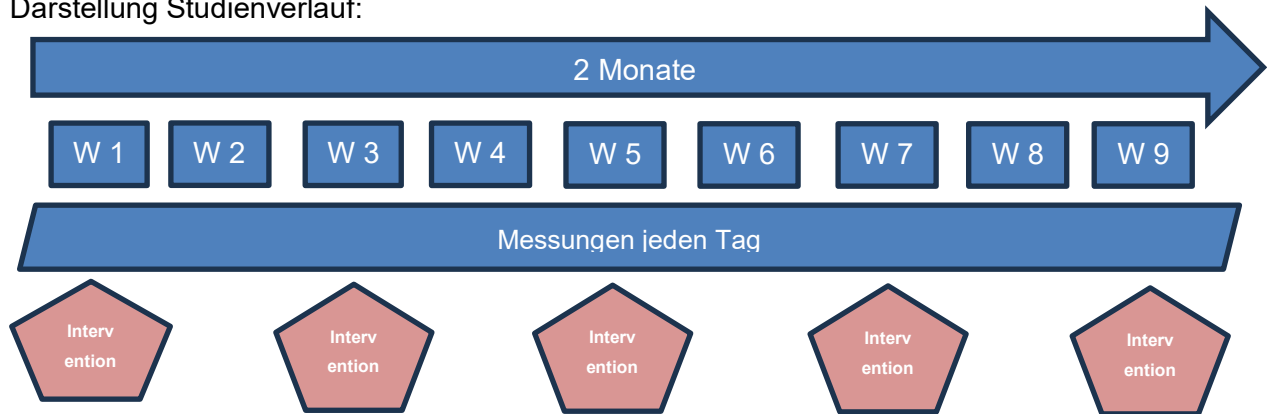 Darstellung Studienverlauf:
2 Monate
W 1 W 2 W 3 W 4 W 5 W 6 W 7 W 8 W 9
Messungen jeden Tag
Interv
ention
Interv
ention
Interv
ention
Interv
ention
Interv
ention